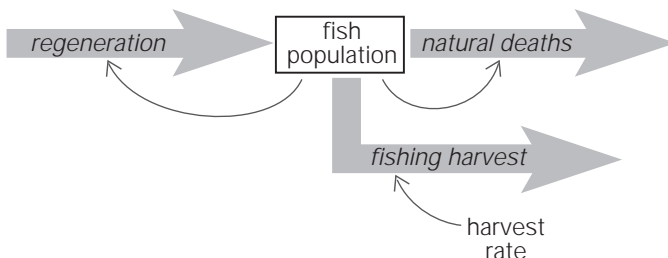 regeneration
fish
population
natural deaths
fishing harvest
harvest
rate